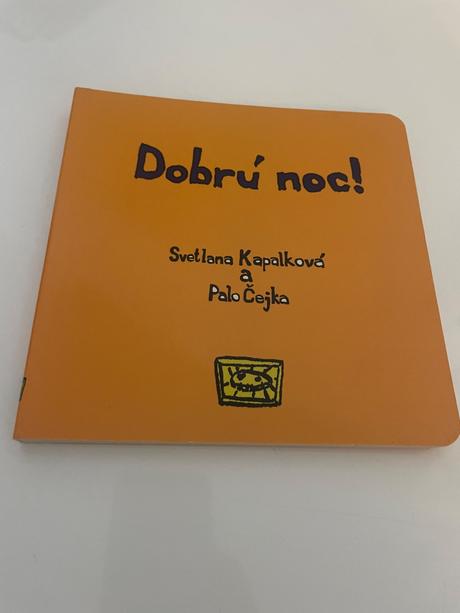 Dobrú noc!
Svetlana Kapalková
a
Palo Čejka